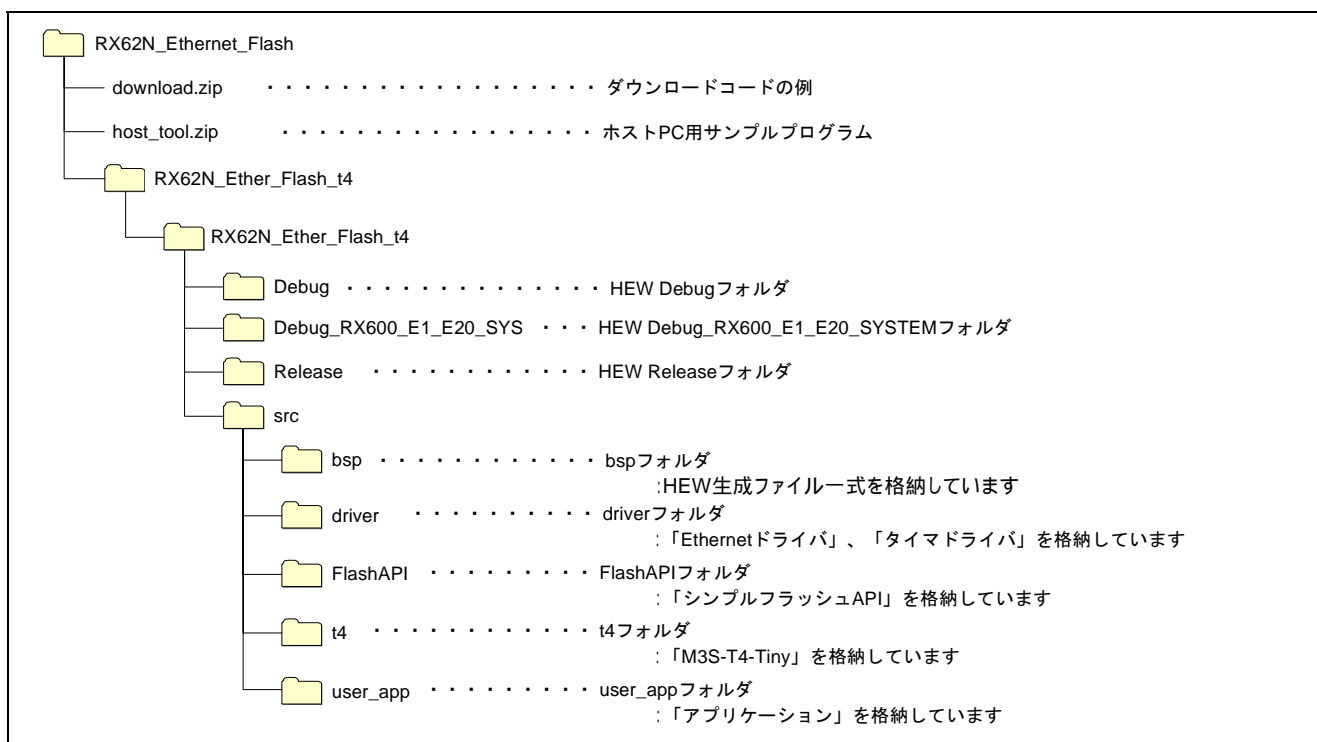 RX62N_Ethernet_Flash
download.zip ・・・・・・・・・・・・・・・・・・ ダウンロードコードの例
host_tool.zip ・・・・・・・・・・・・・・・・・ ホストPC用サンプルプログラム
RX62N_Ether_Flash_t4
RX62N_Ether_Flash_t4
Debug ・・・・・・・・・・・・・・ HEW Debugフォルダ
Debug_RX600_E1_E20_SYS ・・・ HEW Debug_RX600_E1_E20_SYSTEMフォルダ
Release ・・・・・・・・・・・・ HEW Releaseフォルダ
src
bsp ・・・・・・・・・・・・ bspフォルダ
:HEW生成ファイル一式を格納しています
driver ・・・・・・・・・・ driverフォルダ
:「Ethernetドライバ」、「タイマドライバ」を格納しています
FlashAPI ・・・・・・・・・ FlashAPIフォルダ
:「シンプルフラッシュAPI」を格納しています
t4 ・・・・・・・・・・・・ t4フォルダ
:「M3S-T4-Tiny」を格納しています
user_app ・・・・・・・・・ user_appフォルダ
:「アプリケーション」を格納しています